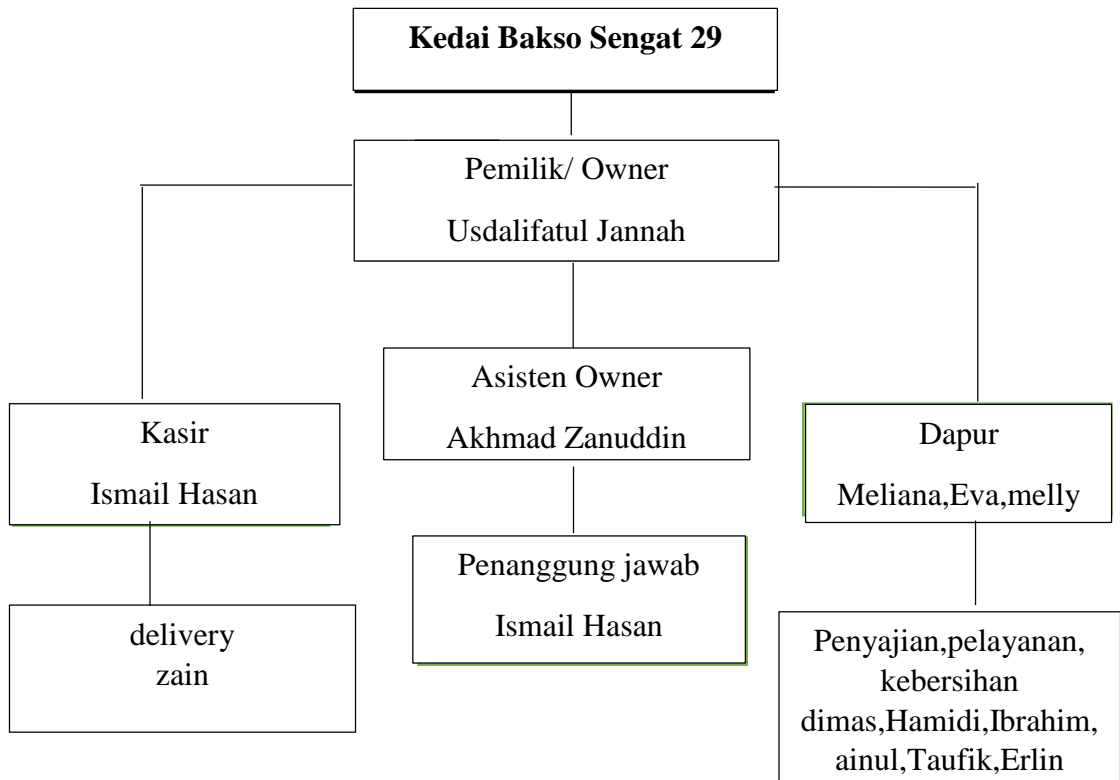 Kedai Bakso Sengat 29
Pemilik/ Owner
Usdalifatul Jannah
Asisten Owner
Akhmad Zanuddin
Kasir
Ismail Hasan
Dapur
Meliana,Eva,melly
Penanggung jawab
Ismail Hasan
delivery
zain
Penyajian,pelayanan,
kebersihan
dimas,Hamidi,Ibrahim,
ainul,Taufik,Erlin